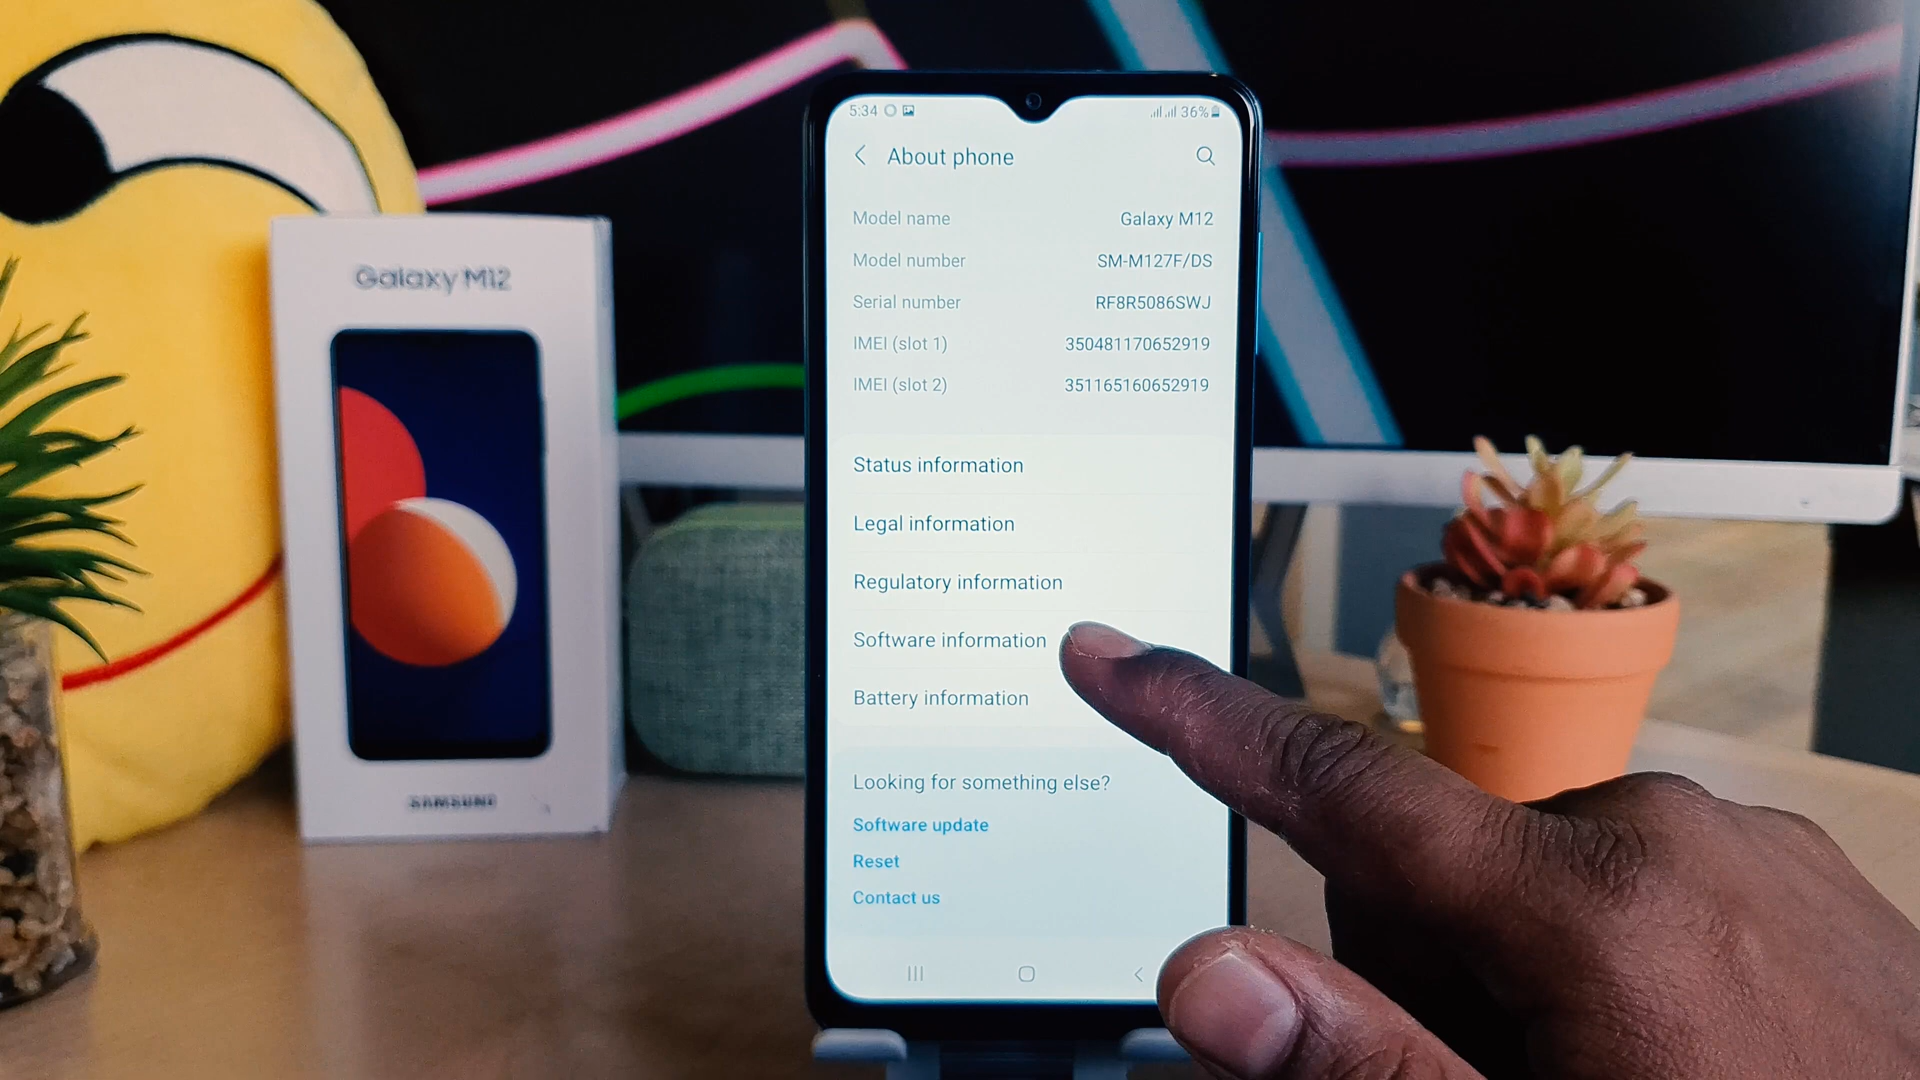 Galaxy M12
SAMSUNG
5:34 36%
About phone
Model name Galaxy M12
Model number SM-M127F/DS
Serial number RF8R5086SWJ
IMEI (slot 1) 350481170652919
IMEI (slot 2) 351165160652919
Status information
Legal information
Regulatory information
Software information
Battery information
Looking for something else?
Software update
Reset
Contact us